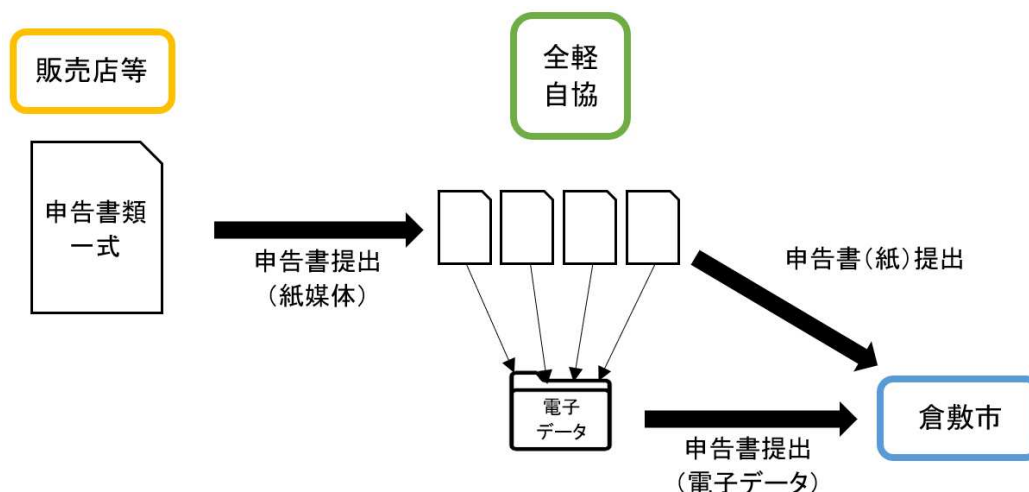 販売店等
全軽
自協
申告書類
一式
申告書提出
（紙媒体）
申告書（紙）提出
電子
データ
申告書提出
（電子データ）
倉敷市